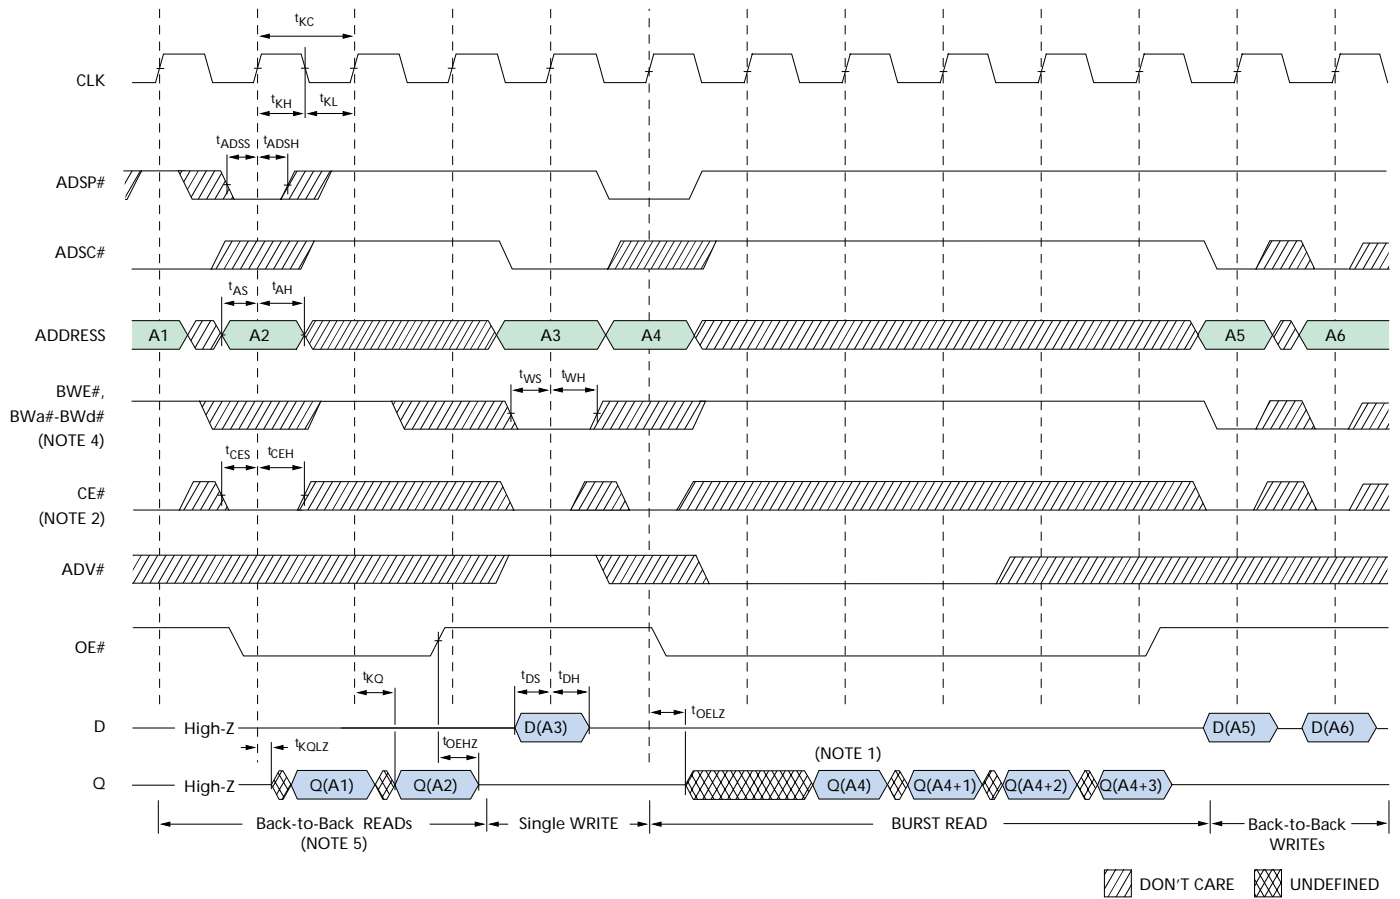 tKC
CLK
tKH
tKL
tADSS
tADSH
ADSP#
ADSC#
tAS
tAH
ADDRESS
A1
A2
A3
A4
A5
A6
BWE#,
BWa#-BWd#
(NOTE 4)
tWS
tWH
tCES
tCEH
CE#
(NOTE 2)
ADV#
OE#
tKQ
tDS
tDH
tOELZ
D
High-Z
D(A3)
D(A5)
D(A6)
tKQLZ
tOEHZ
(NOTE 1)
Q
High-Z
Q(A1)
Q(A2)
Q(A4)
Q(A4+1)
Q(A4+2)
Q(A4+3)
Back-to-Back READs
(NOTE 5)
Single WRITE
BURST READ
Back-to-Back
WRITEs
DON'T CARE
UNDEFINED